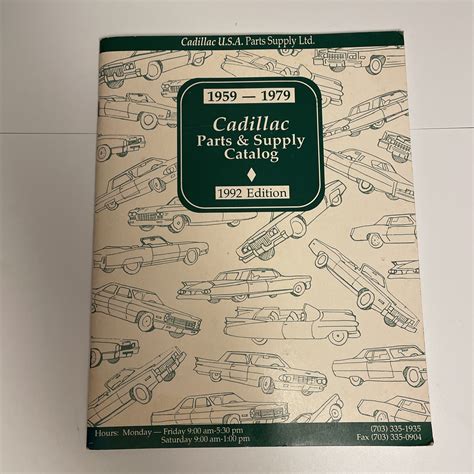 Cadillac U.S.A. Parts Supply Ltd.
1959 — 1979
Cadillac
Parts & Supply
Catalog
1992 Edition
Hours: Monday — Friday 9:00 am-5:30 pm
Saturday 9:00 am-1:00 pm
(703) 335-1935
Fax (703) 335-0904